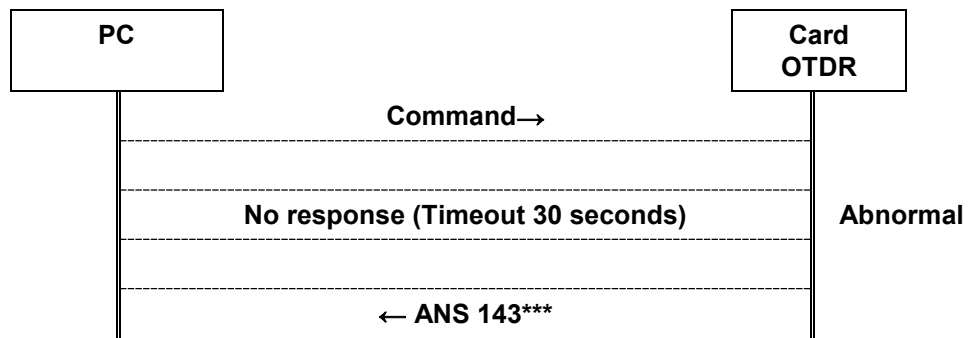 PC
Card
OTDR
Command→
No response (Timeout 30 seconds)
Abnormal
← ANS 143***